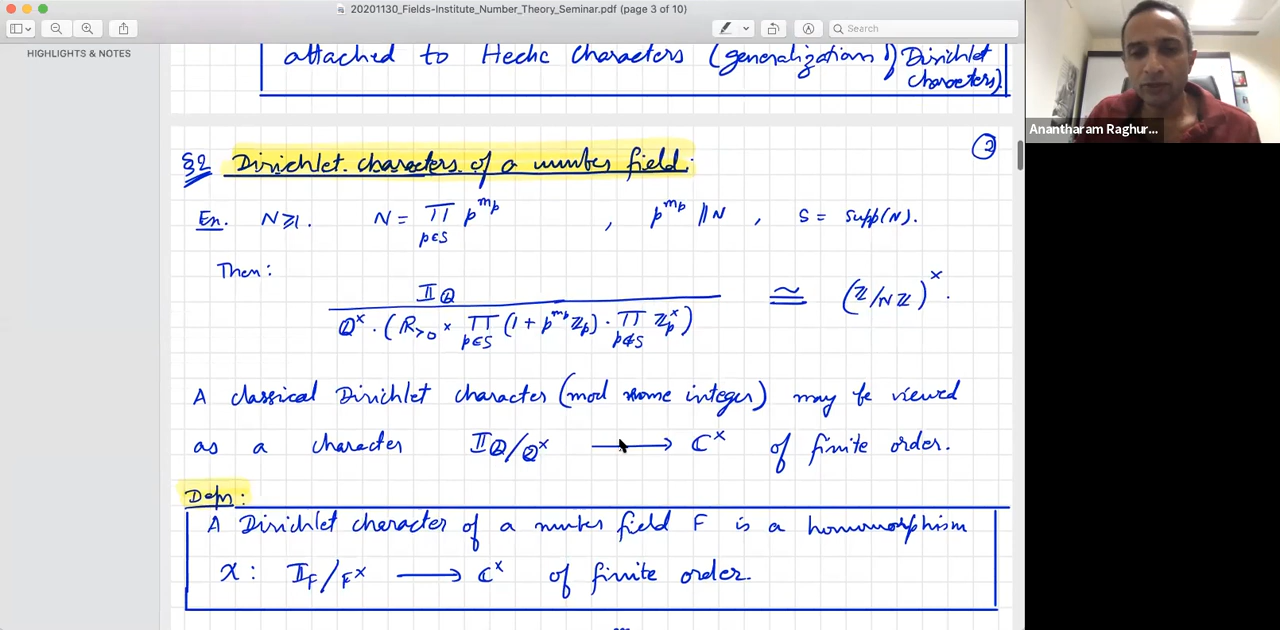 20201130_Fields-Institute_Number_Theory_Seminar.pdf (page 3 of 10)
Search
HIGHLIGHTS & NOTES
attached to Hecke characters (generalizations of Dirichlet characters).
Anantharam Raghur...
2
§2 Dirichlet characters of a number field.
Ex. N≥1. N = ∏_{p∈S} p^{m_p} , p^{m_p} ∥ N , S = supp(N).
Then:
𝕀_ℚ / ℚ^× · (ℝ_{>0} × ∏_{p∈S} (1 + p^{m_p} ℤ_p) · ∏_{p∉S} ℤ_p^×) ≅ (ℤ/Nℤ)^×.
A classical Dirichlet character (mod some integer) may be viewed
as a character 𝕀_ℚ/ℚ^× ⟶ ℂ^× of finite order.
Defn:
A Dirichlet character of a number field F is a homomorphism
χ: 𝕀_F/F^× ⟶ ℂ^× of finite order.